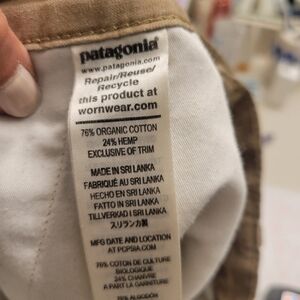 patagonia®
www.patagonia.com
Repair/Reuse/
Recycle
this product at
wornwear.com
76% ORGANIC COTTON
24% HEMP
EXCLUSIVE OF TRIM
MADE IN SRI LANKA
FABRIQUÉ AU SRI LANKA
HECHO EN SRI LANKA
FATTO IN SRI LANKA
TILLVERKAD I SRI LANKA
スリランカ製
MFG DATE AND LOCATION
AT PCPSIA.COM
76% COTON DE CULTURE
BIOLOGIQUE
24% CHANVRE
À PART LA GARNITURE
76% ALGODÓN